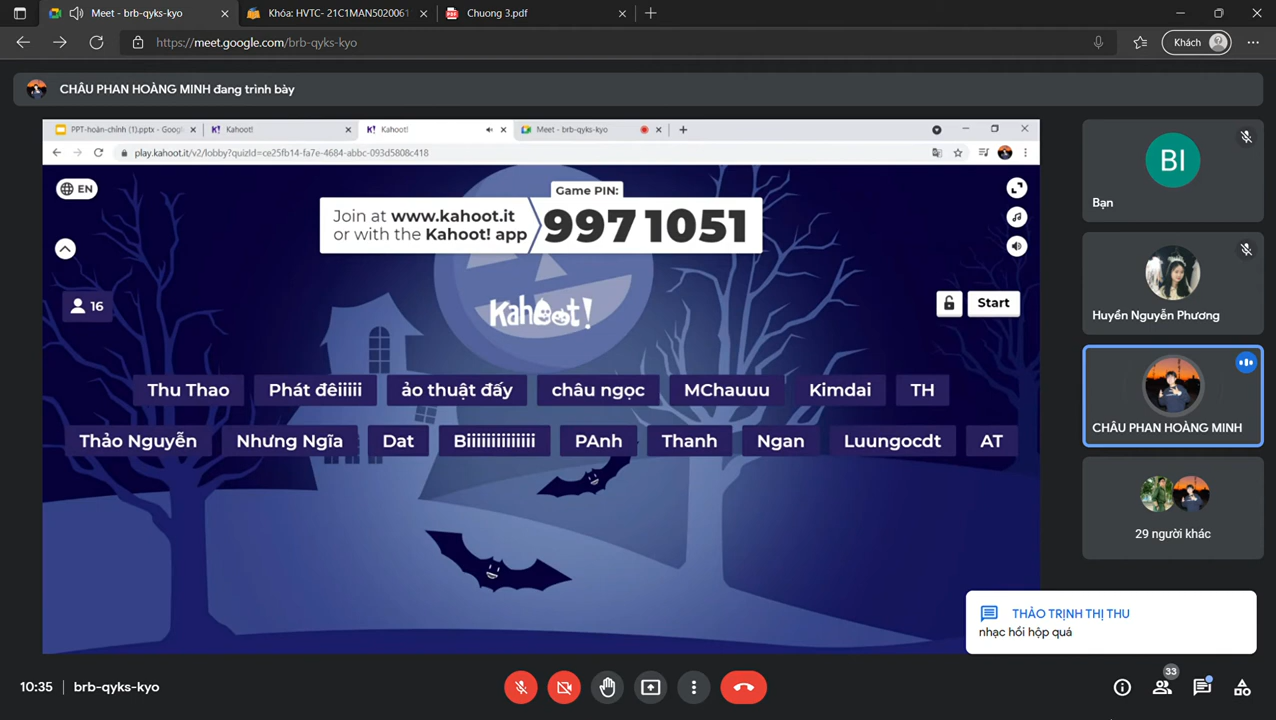 Meet - brb-qyks-kyo
Khóa: HVTC- 21C1MAN5020061
Chuong 3.pdf
https://meet.google.com/brb-qyks-kyo
Khách
CHÂU PHAN HOÀNG MINH đang trình bày
PPT-hoàn-chỉnh (1).pptx - Goog
Kahoot!
Kahoot!
Meet - brb-qyks-kyo
play.kahoot.it/v2/lobby?quizId=ce25fb14-fa7e-4684-abbc-093d5808c418
EN
Game PIN:
Join at www.kahoot.it
or with the Kahoot! app
997 1051
16
Kahoot!
Start
Thu Thao
Phát đêiiiii
ảo thuật đấy
châu ngọc
MChauuu
Kimdai
TH
Thảo Nguyễn
Nhưng Ngĩa
Dat
Biiiiiiiiiiiiii
PAnh
Thanh
Ngan
Luungocdt
AT
BI
Bạn
Huyền Nguyễn Phương
CHÂU PHAN HOÀNG MINH
29 người khác
THẢO TRỊNH THỊ THU
nhạc hồi hộp quá
10:35
brb-qyks-kyo
33